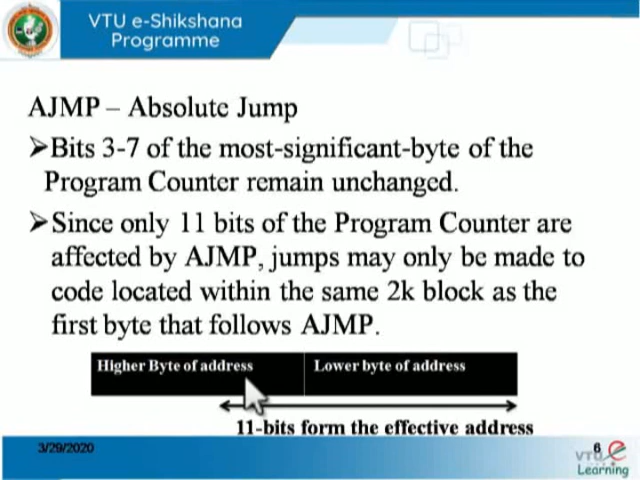 VTU e-Shikshana
Programme
AJMP – Absolute Jump
➢Bits 3-7 of the most-significant-byte of the
Program Counter remain unchanged.
➢Since only 11 bits of the Program Counter are
affected by AJMP, jumps may only be made to
code located within the same 2k block as the
first byte that follows AJMP.
Higher Byte of address Lower byte of address
11-bits form the effective address
3/29/2020 6
VTU e
Learning